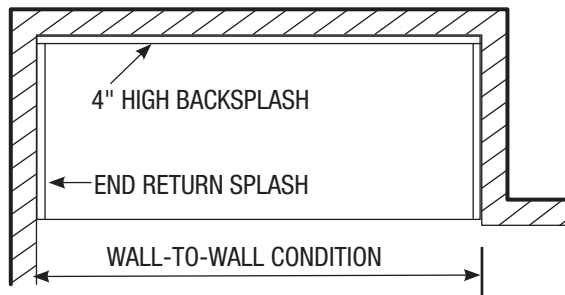 4" HIGH BACKSPLASH
END RETURN SPLASH
WALL-TO-WALL CONDITION